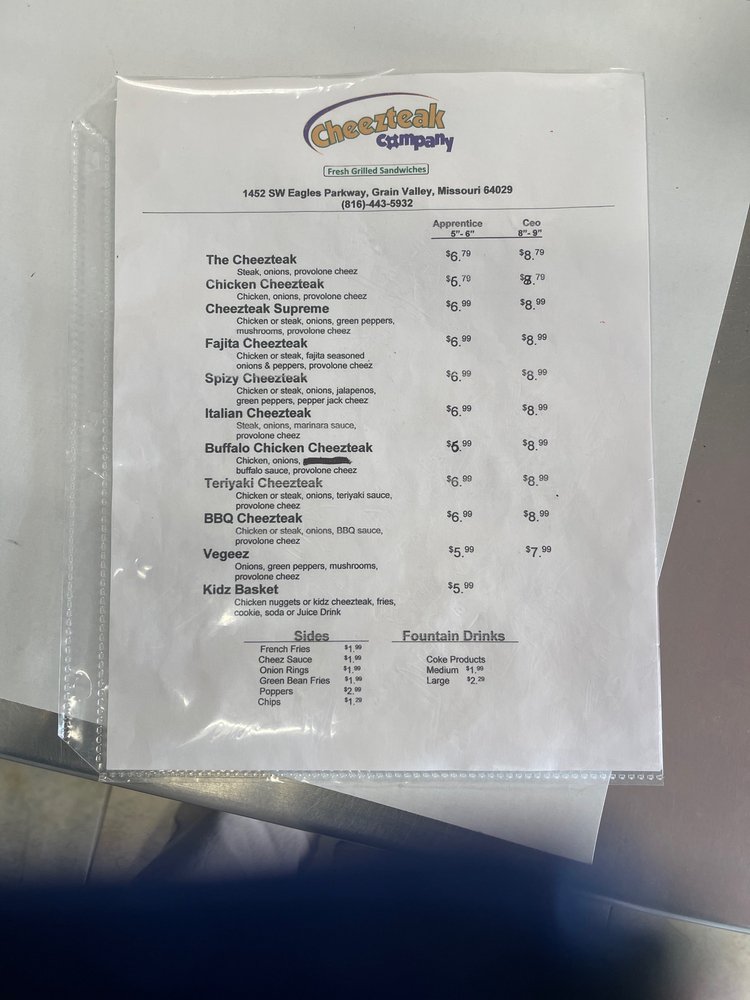 Cheezteak
Company
Fresh Grilled Sandwiches
1452 SW Eagles Parkway, Grain Valley, Missouri 64029
(816)-443-5932
Apprentice Ceo
5"- 6" 8"- 9"
The Cheezteak $6.79 $8.79
Steak, onions, provolone cheez
Chicken Cheezteak $6.79 $8.79
Chicken, onions, provolone cheez
Cheezteak Supreme $6.99 $8.99
Chicken or steak, onions, green peppers,
mushrooms, provolone cheez
Fajita Cheezteak $6.99 $8.99
Chicken or steak, fajita seasoned
onions & peppers, provolone cheez
Spizy Cheezteak $6.99 $8.99
Chicken or steak, onions, jalapenos,
green peppers, pepper jack cheez
Italian Cheezteak $6.99 $8.99
Steak, onions, marinara sauce,
provolone cheez
Buffalo Chicken Cheezteak $6.99 $8.99
Chicken, onions,
buffalo sauce, provolone cheez
Teriyaki Cheezteak $6.99 $8.99
Chicken or steak, onions, teriyaki sauce,
provolone cheez
BBQ Cheezteak $6.99 $8.99
Chicken or steak, onions, BBQ sauce,
provolone cheez
Vegeez $5.99 $7.99
Onions, green peppers, mushrooms,
provolone cheez
Kidz Basket $5.99
Chicken nuggets or kidz cheezteak, fries,
cookie, soda or Juice Drink
Sides
French Fries $1.99
Cheez Sauce $1.99
Onion Rings $1.99
Green Bean Fries $1.99
Poppers $2.99
Chips $1.29
Fountain Drinks
Coke Products
Medium $1.99
Large $2.29